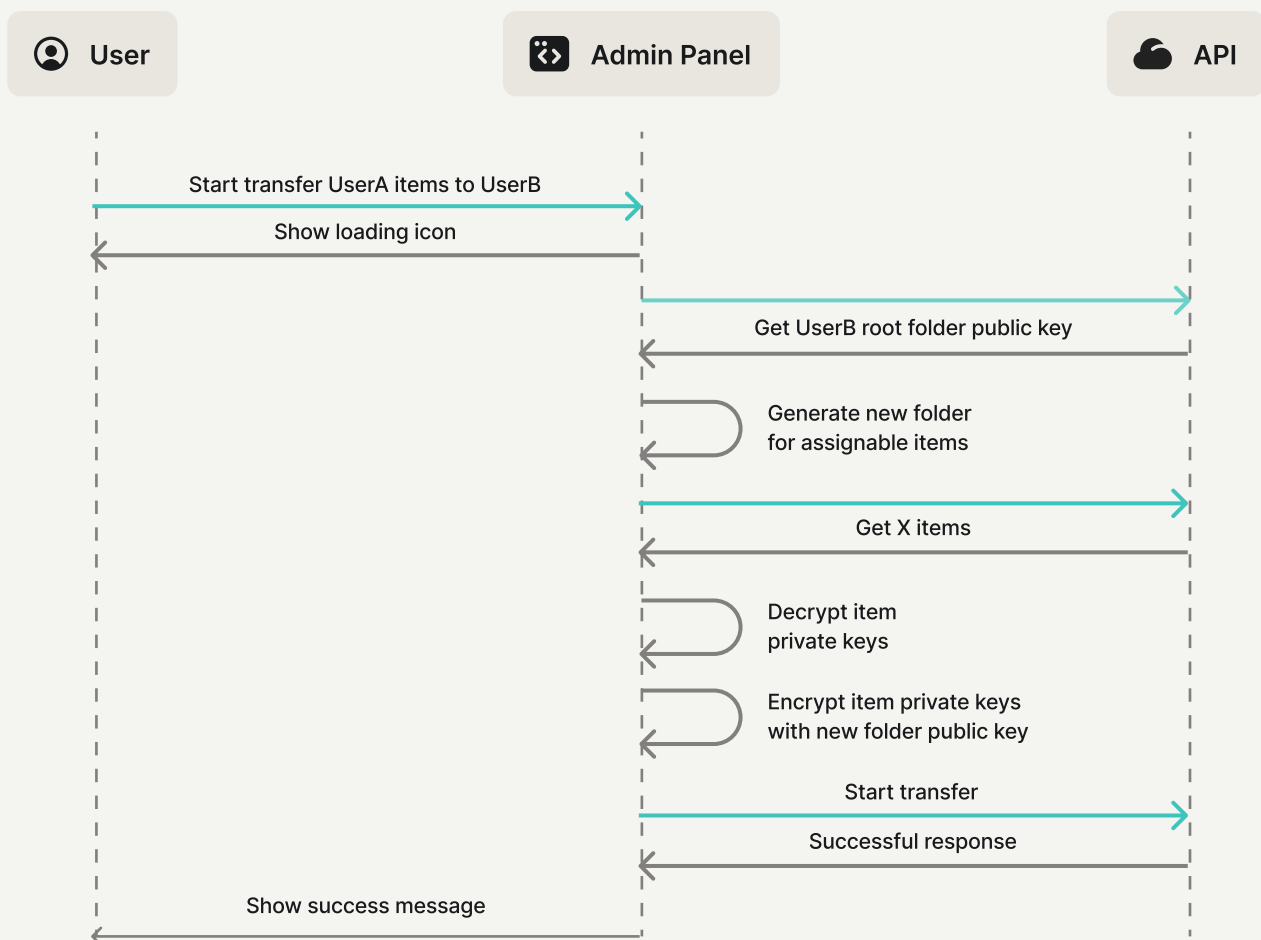 User
Admin Panel
API
Start transfer UserA items to UserB
Show loading icon
Get UserB root folder public key
Generate new folder
for assignable items
Get X items
Decrypt item
private keys
Encrypt item private keys
with new folder public key
Start transfer
Successful response
Show success message